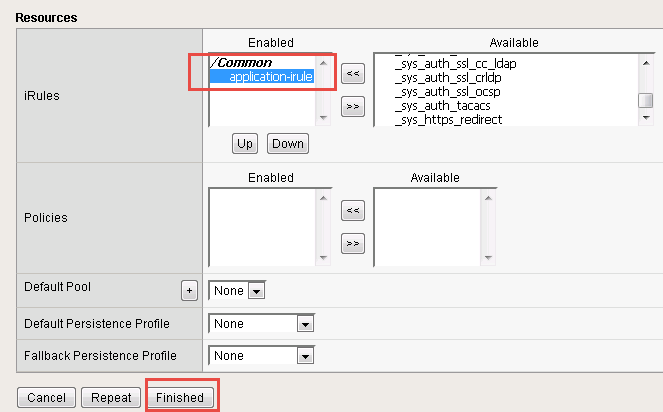 Resources
Enabled
Available
iRules
/Common
application-irule
<<
>>
_sys_auth_ssl_cc_ldap
_sys_auth_ssl_crldp
_sys_auth_ssl_ocsp
_sys_auth_tacacs
_sys_https_redirect
Up
Down
Policies
Enabled
Available
<<
>>
Default Pool
+
None
Default Persistence Profile
None
Fallback Persistence Profile
None
Cancel
Repeat
Finished